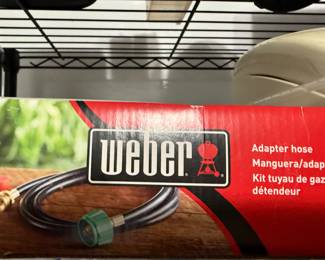 weber
Adapter hose
Manguera/adap
Kit tuyau de gaz
détendeur